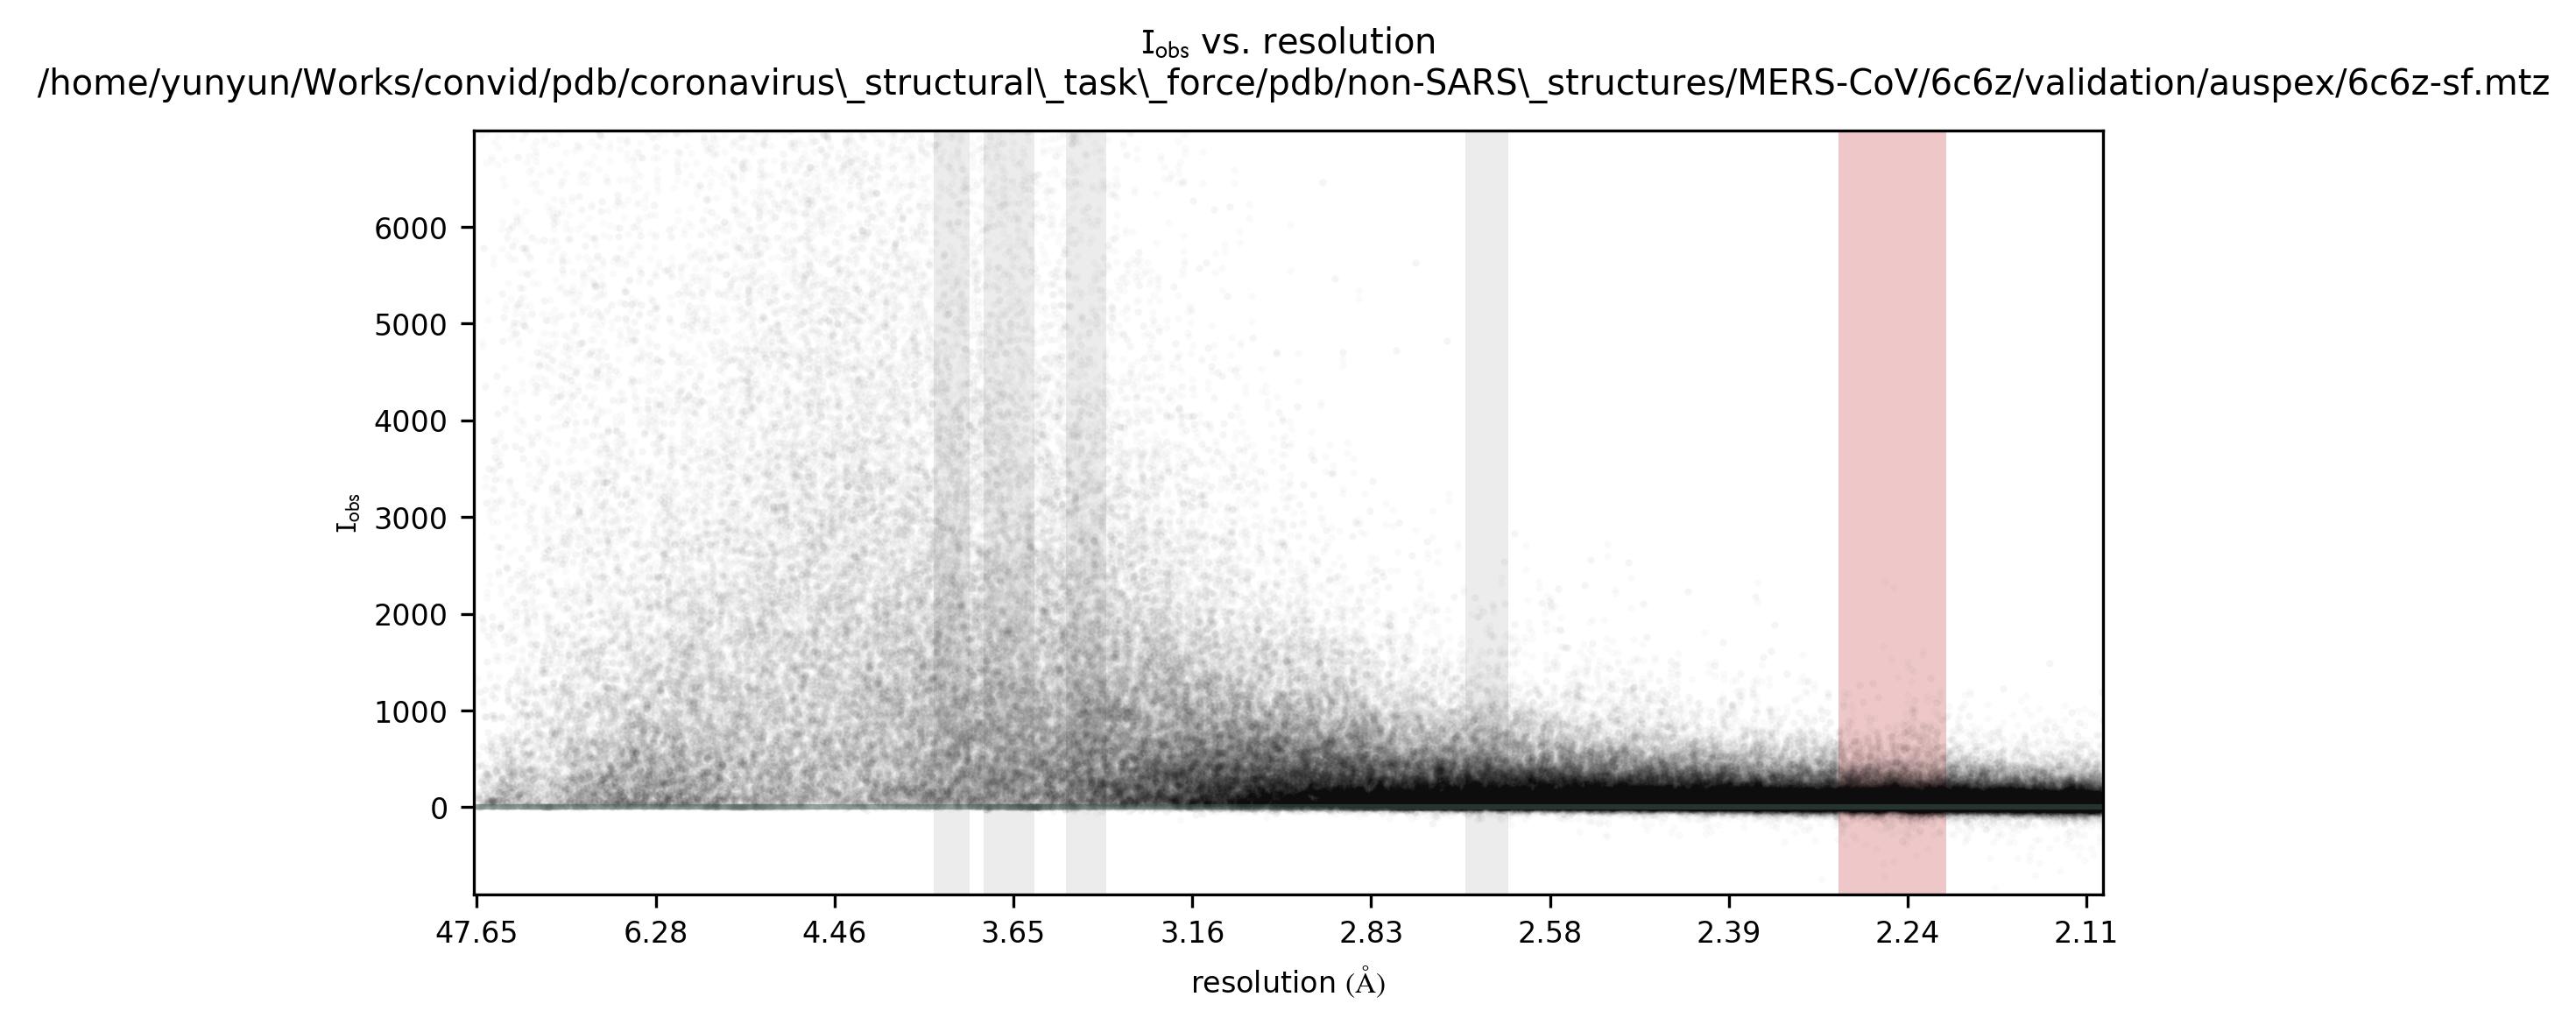 I_obs vs. resolution
/home/yunyun/Works/convid/pdb/coronavirus\_structural\_task\_force/pdb/non-SARS\_structures/MERS-CoV/6c6z/validation/auspex/6c6z-sf.mtz
6000
5000
4000
3000
2000
1000
0
I_obs
47.65 6.28 4.46 3.65 3.16 2.83 2.58 2.39 2.24 2.11
resolution (Å)